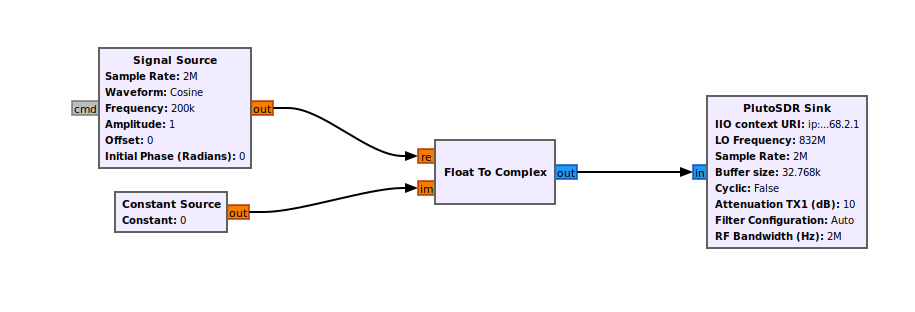 Signal Source
Sample Rate: 2M
Waveform: Cosine
Frequency: 200k
Amplitude: 1
Offset: 0
Initial Phase (Radians): 0
cmd
out
Constant Source
Constant: 0
out
re
im
Float To Complex
out
in
PlutoSDR Sink
IIO context URI: ip:...68.2.1
LO Frequency: 832M
Sample Rate: 2M
Buffer size: 32.768k
Cyclic: False
Attenuation TX1 (dB): 10
Filter Configuration: Auto
RF Bandwidth (Hz): 2M